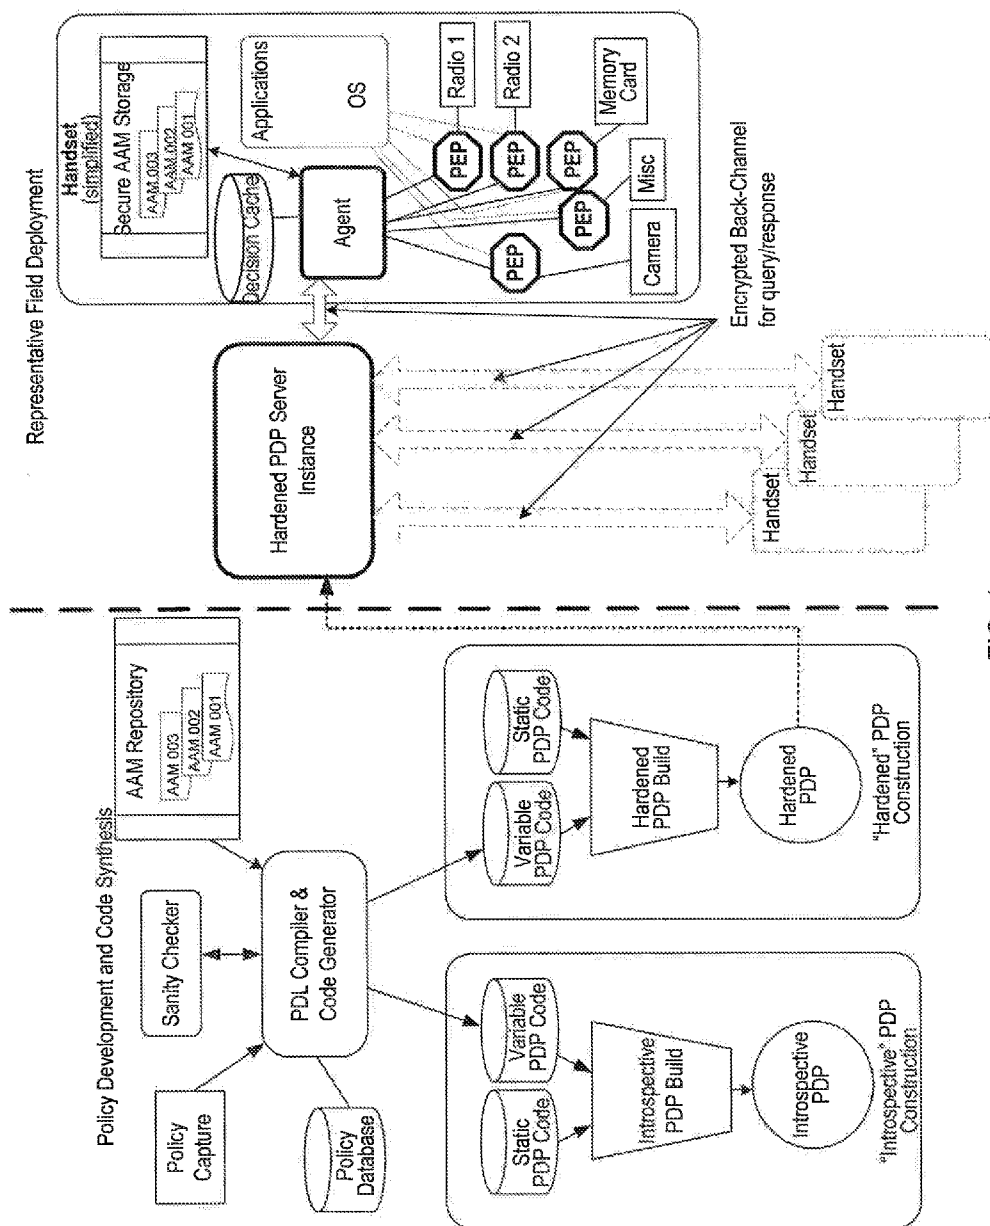 Policy Development and Code Synthesis
Policy
Capture
Sanity Checker
AAM Repository
AAM 003
AAM 002
AAM 001
PDL Compiler &
Code Generator
Policy
Database
Static
PDP Code
Variable
PDP Code
Introspective
PDP Build
Introspective
PDP
"Introspective" PDP
Construction
Variable
PDP Code
Static
PDP Code
Hardened
PDP Build
Hardened
PDP
"Hardened" PDP
Construction
Representative Field Deployment
Hardened PDP Server
Instance
Handset
(simplified)
Secure AAM Storage
AAM 003
AAM 002
AAM 001
Decision Cache
Agent
Applications
OS
PEP
PEP
PEP
PEP
PEP
Radio 1
Radio 2
Memory
Card
Misc
Camera
Encrypted Back-Channel
for query/response
Handset
Handset
Handset